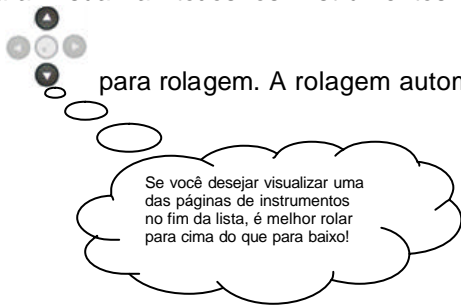 para rolagem. A rolagem autom
Se você desejar visualizar uma
das páginas de instrumentos
no fim da lista, é melhor rolar
para cima do que para baixo!